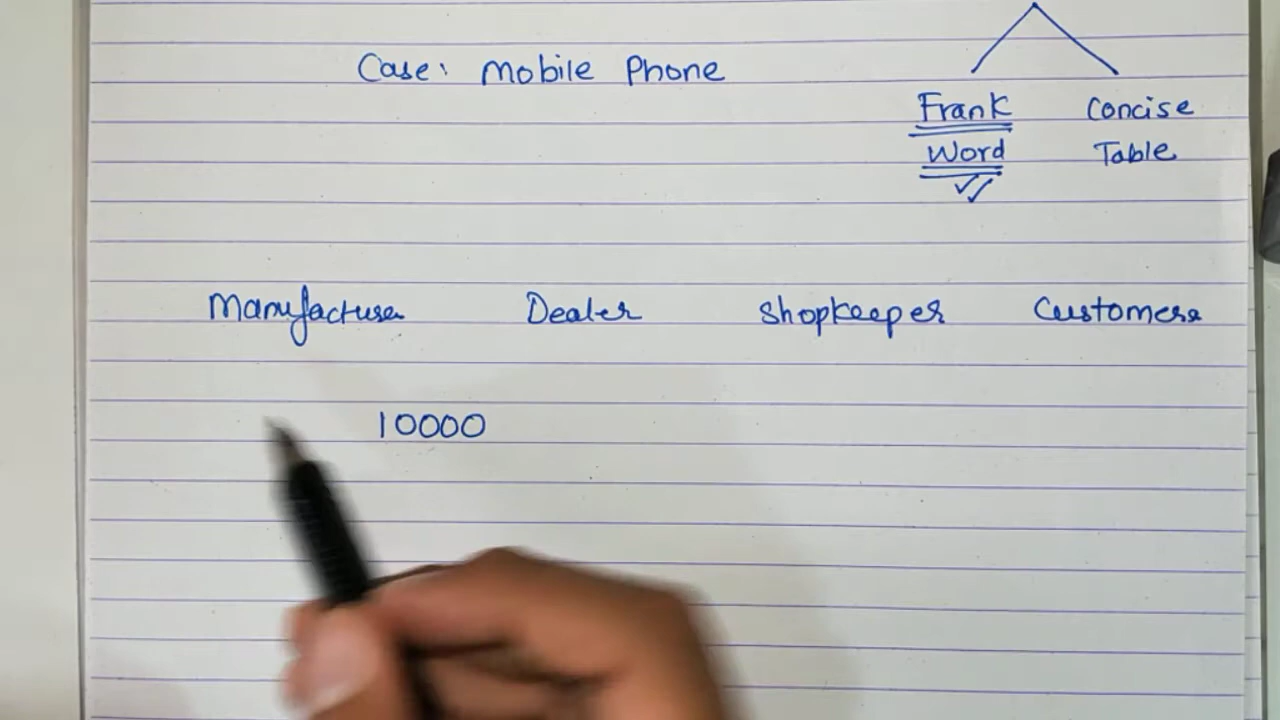 Case: Mobile Phone
Frank Concise
Word Table
Manufacturer Dealer Shopkeeper Customers
10000